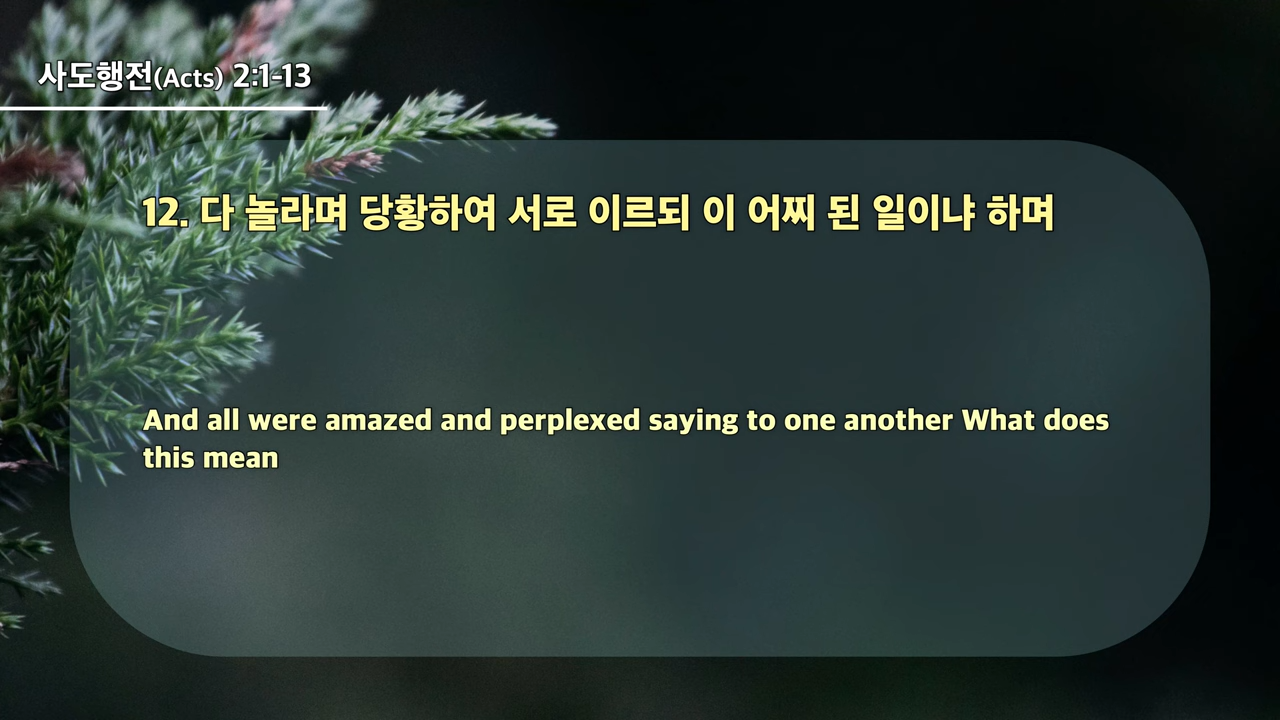 사도행전(Acts) 2:1-13
12. 다 놀라며 당황하여 서로 이르되 이 어찌 된 일이냐 하며
And all were amazed and perplexed saying to one another What does
this mean